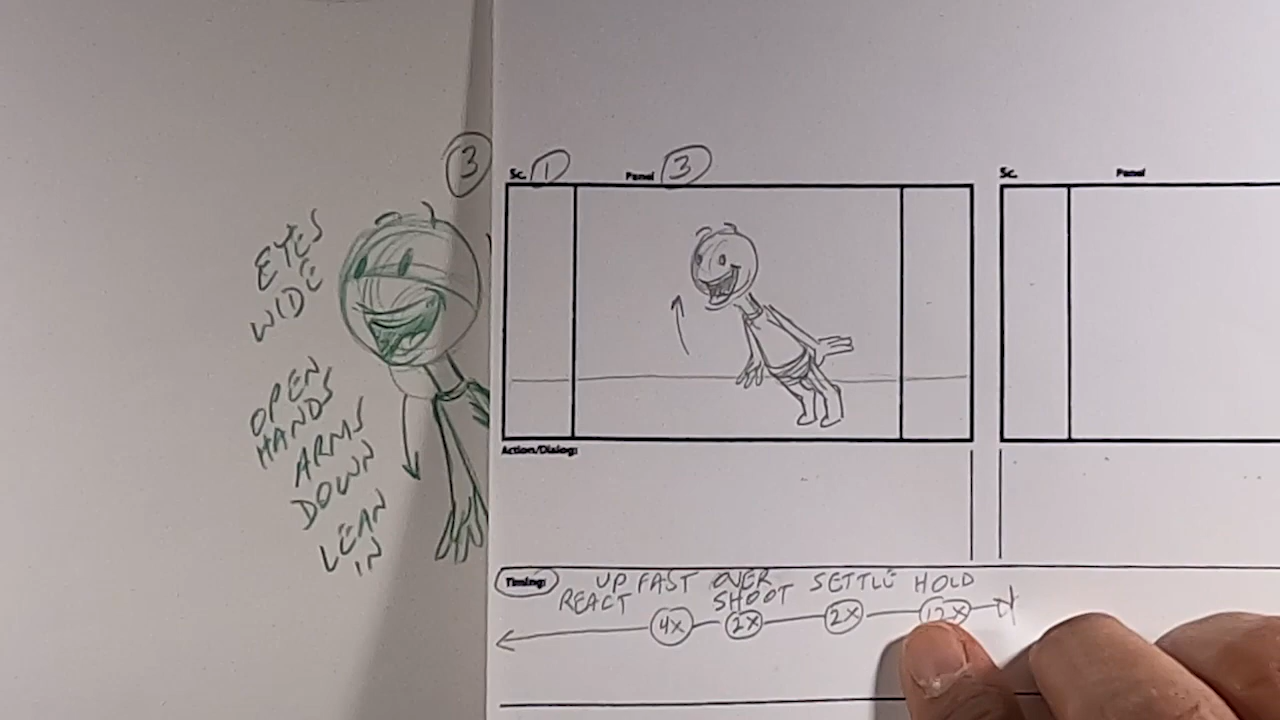 3
EYES
WIDE
OPEN
HANDS
ARMS
DOWN
LEAN
IN
Sc. 1 Panel 3
Action/Dialog:
Timing:
UP FAST OVER SETTLE HOLD
REACT SHOOT
4x 2x 2x 12x
Sc. Panel